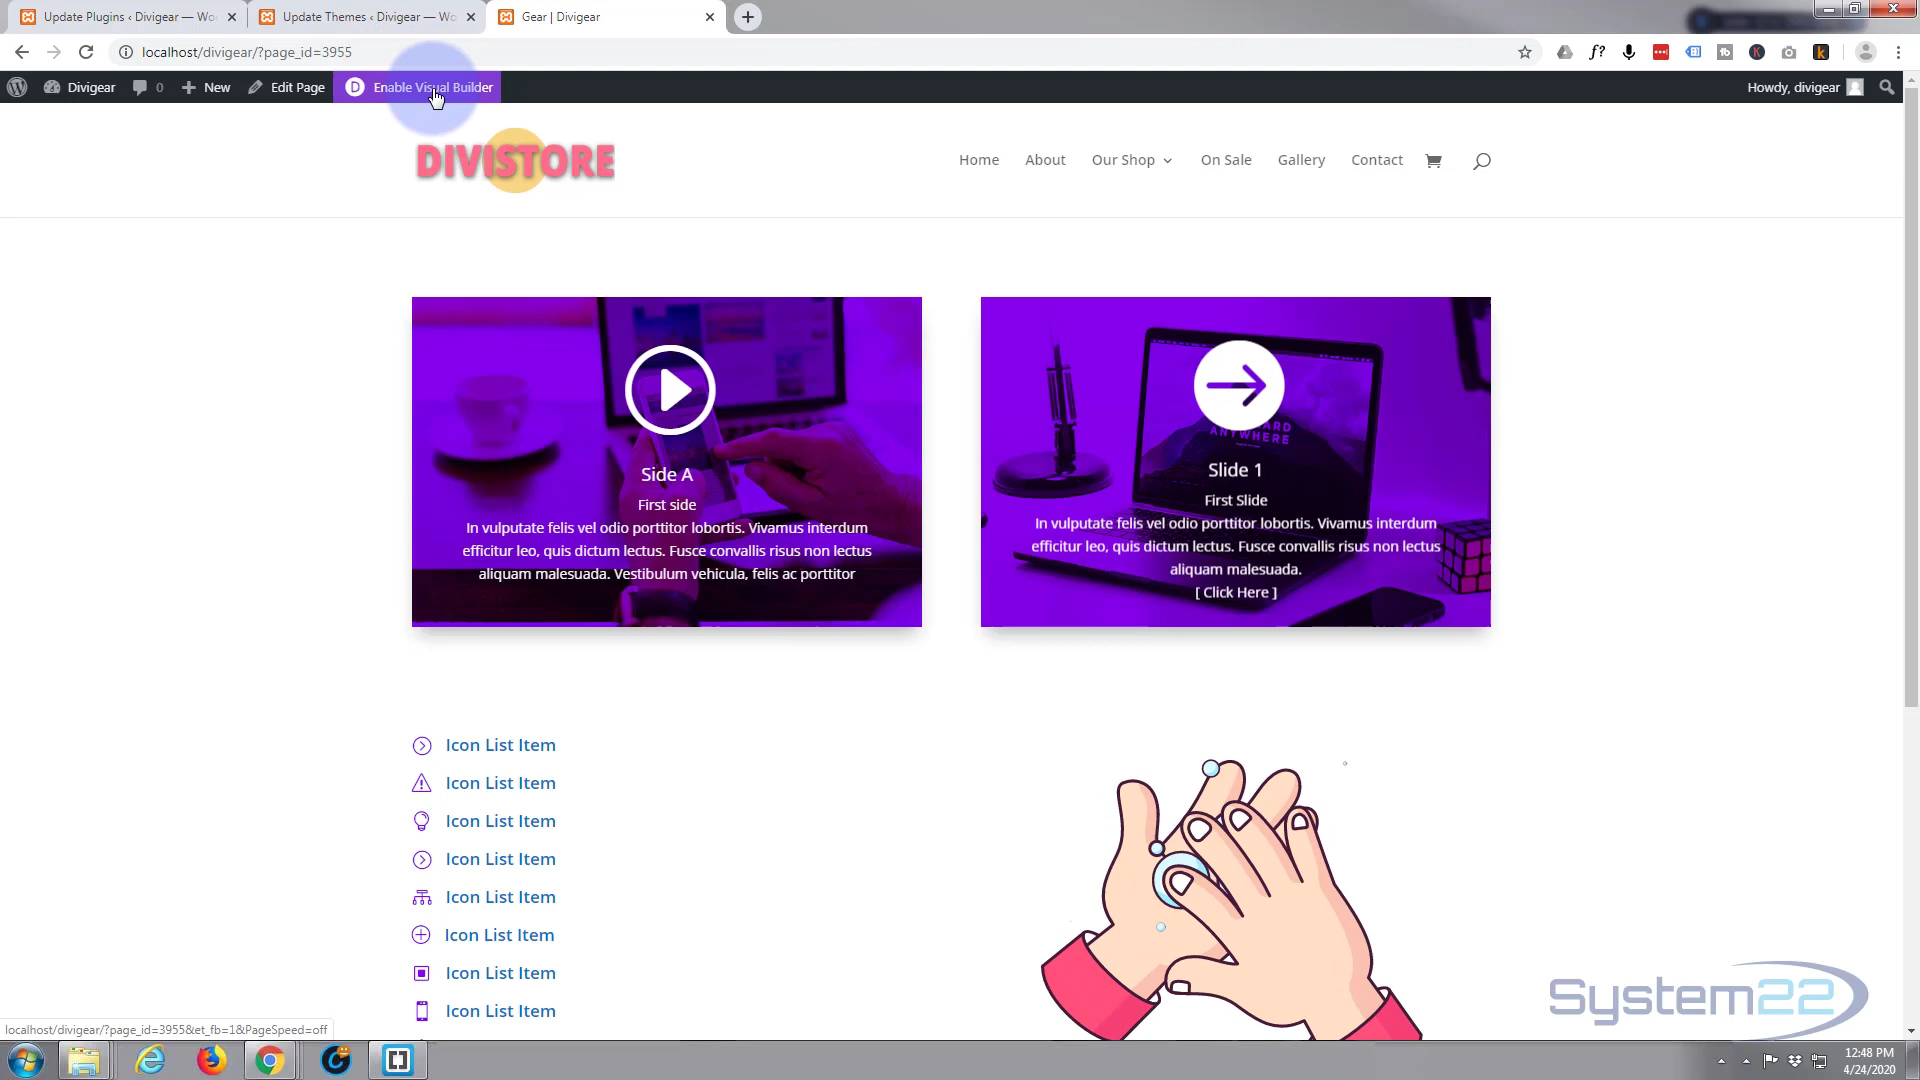 Update Plugins ‹ Divigear — Wo
Update Themes ‹ Divigear — Wo
Gear | Divigear
localhost/divigear/?page_id=3955
Divigear
0
New
Edit Page
Enable Visual Builder
Howdy, divigear
DIVISTORE
Home
About
Our Shop
On Sale
Gallery
Contact
Side A
First side
In vulputate felis vel odio porttitor lobortis. Vivamus interdum
efficitur leo, quis dictum lectus. Fusce convallis risus non lectus
aliquam malesuada. Vestibulum vehicula, felis ac porttitor
ANYWHERE
Slide 1
First Slide
In vulputate felis vel odio porttitor lobortis. Vivamus interdum
efficitur leo, quis dictum lectus. Fusce convallis risus non lectus
aliquam malesuada.
[ Click Here ]
Icon List Item
Icon List Item
Icon List Item
Icon List Item
Icon List Item
Icon List Item
Icon List Item
Icon List Item
System22
localhost/divigear/?page_id=3955&et_fb=1&PageSpeed=off
12:48 PM
4/24/2020